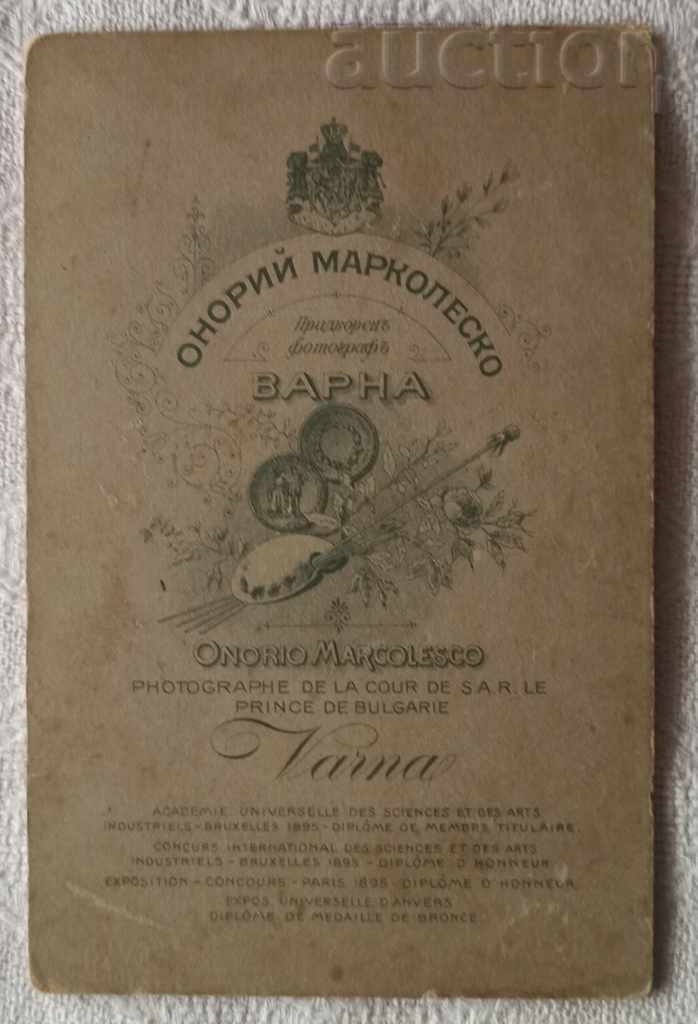 auction
ОНОРИЙ МАРКОЛЕСКО
Придворенъ
фотографъ
ВАРНА
ONORIO MARCOLESCO
PHOTOGRAPHE DE LA COUR DE S.A.R. LE
PRINCE DE BULGARIE
Varna
ACADEMIE UNIVERSELLE DES SCIENCES ET DES ARTS
INDUSTRIELS - BRUXELLES 1895 - DIPLÔME DE MEMBRE TITULAIRE
CONCURS INTERNATIONAL DES SCIENCES ET DES ARTS
INDUSTRIELS - BRUXELLES 1895 - DIPLÔME D'HONNEUR
EXPOSITION - CONCOURS - PARIS 1895 - DIPLÔME D'HONNEUR
EXPOS. UNIVERSELLE D'ANVERS
DIPLÔME DE MEDAILLE DE BRONCE